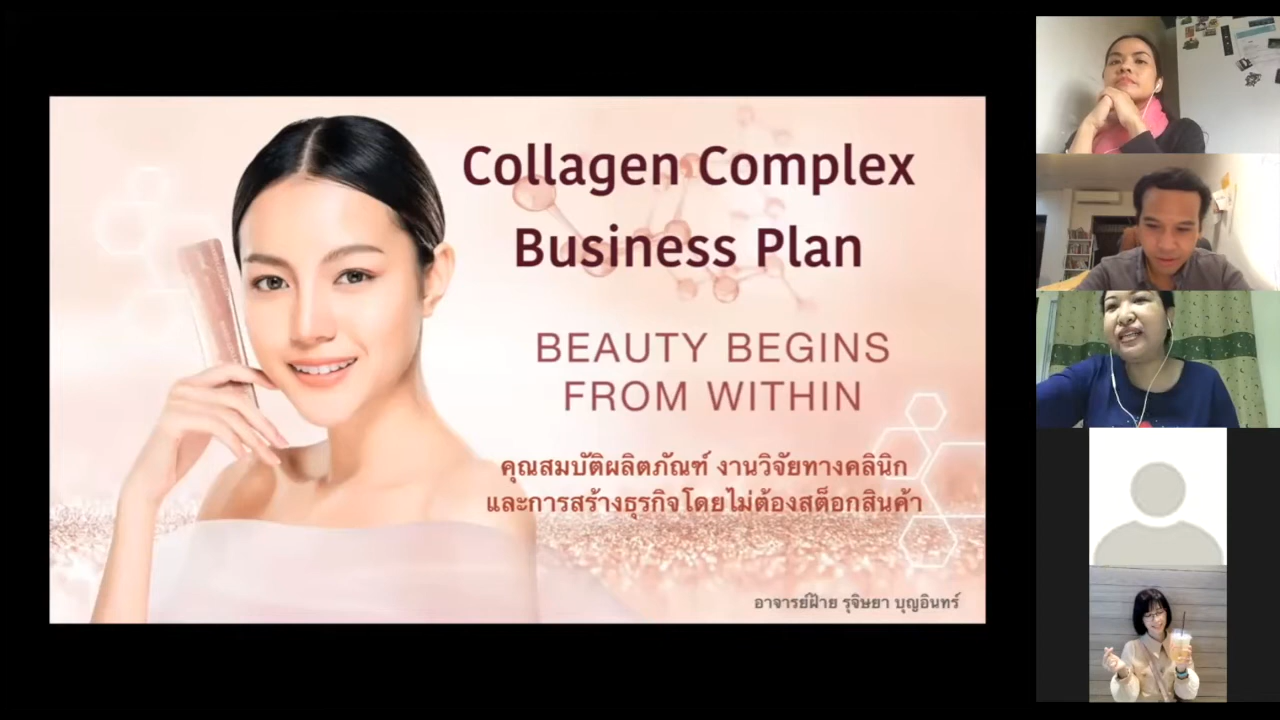 Collagen Complex
Business Plan
BEAUTY BEGINS
FROM WITHIN
คุณสมบัติผลิตภัณฑ์ งานวิจัยทางคลินิก
และการสร้างธุรกิจโดยไม่ต้องสต็อกสินค้า
อาจารย์ฝ้าย รุจิษยา บุญอินทร์